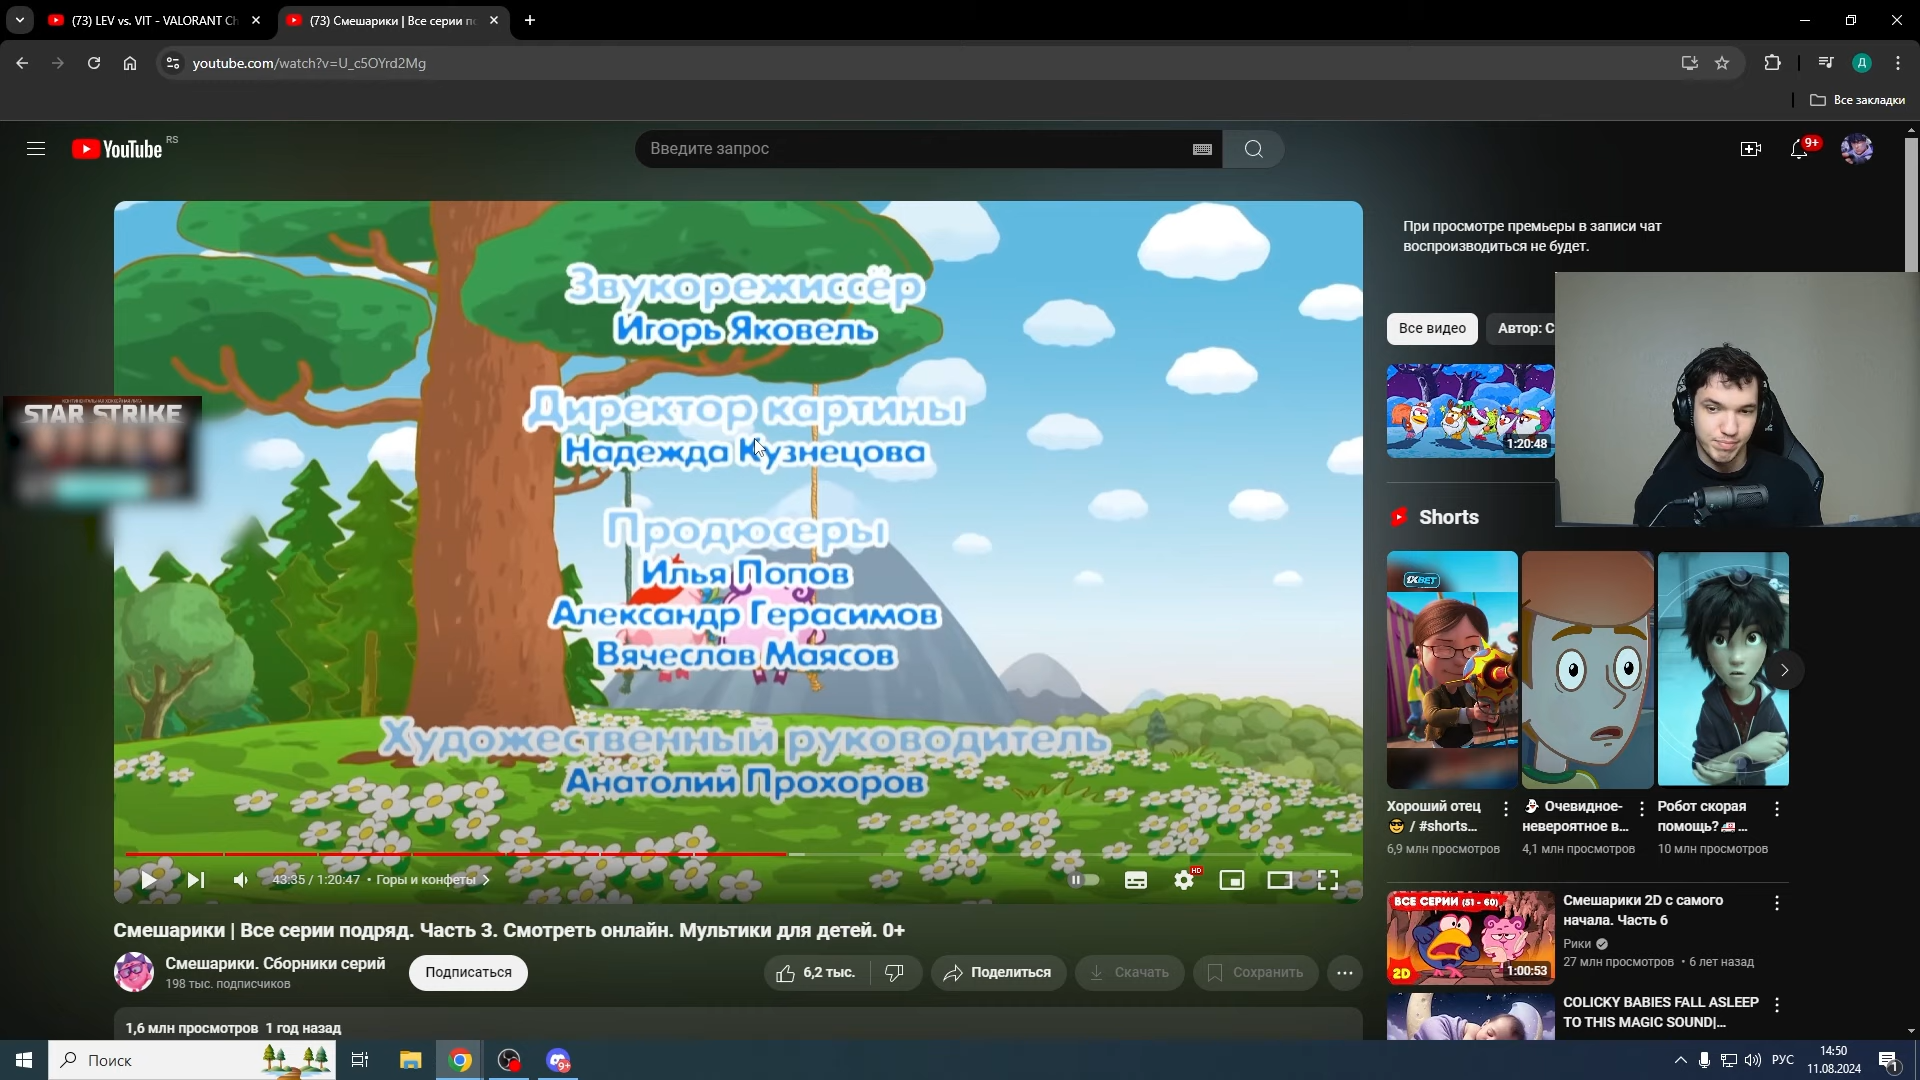 (73) LEV vs. VIT - VALORANT Ch
(73) Смешарики | Все серии по
youtube.com/watch?v=U_c5OYrd2Mg
Д
Все закладки
YouTube RS
Введите запрос
9+
Звукорежиссёр
Игорь Яковель
Директор картины
Надежда Кузнецова
Продюсеры
Илья Попов
Александр Герасимов
Вячеслав Маясов
Художественный руководитель
Анатолий Прохоров
STAR STRIKE
43:35 / 1:20:47 • Горы и конфеты
HD
Смешарики | Все серии подряд. Часть 3. Смотреть онлайн. Мультики для детей. 0+
Смешарики. Сборники серий
198 тыс. подписчиков
Подписаться
6,2 тыс.
Поделиться
Скачать
Сохранить
1,6 млн просмотров 1 год назад
При просмотре премьеры в записи чат
воспроизводиться не будет.
Все видео
Автор: С
1:20:48
Shorts
1XBET
Хороший отец
😎 / #shorts...
6,9 млн просмотров
Очевидное-
невероятное в...
4,1 млн просмотров
Робот скорая
помощь? 🚑 ...
10 млн просмотров
ВСЕ СЕРИИ (51 - 60)
2D
1:00:53
Смешарики 2D с самого
начала. Часть 6
Рики
27 млн просмотров • 6 лет назад
COLICKY BABIES FALL ASLEEP
TO THIS MAGIC SOUND|...
Поиск
9+
РУС
14:50
11.08.2024
1